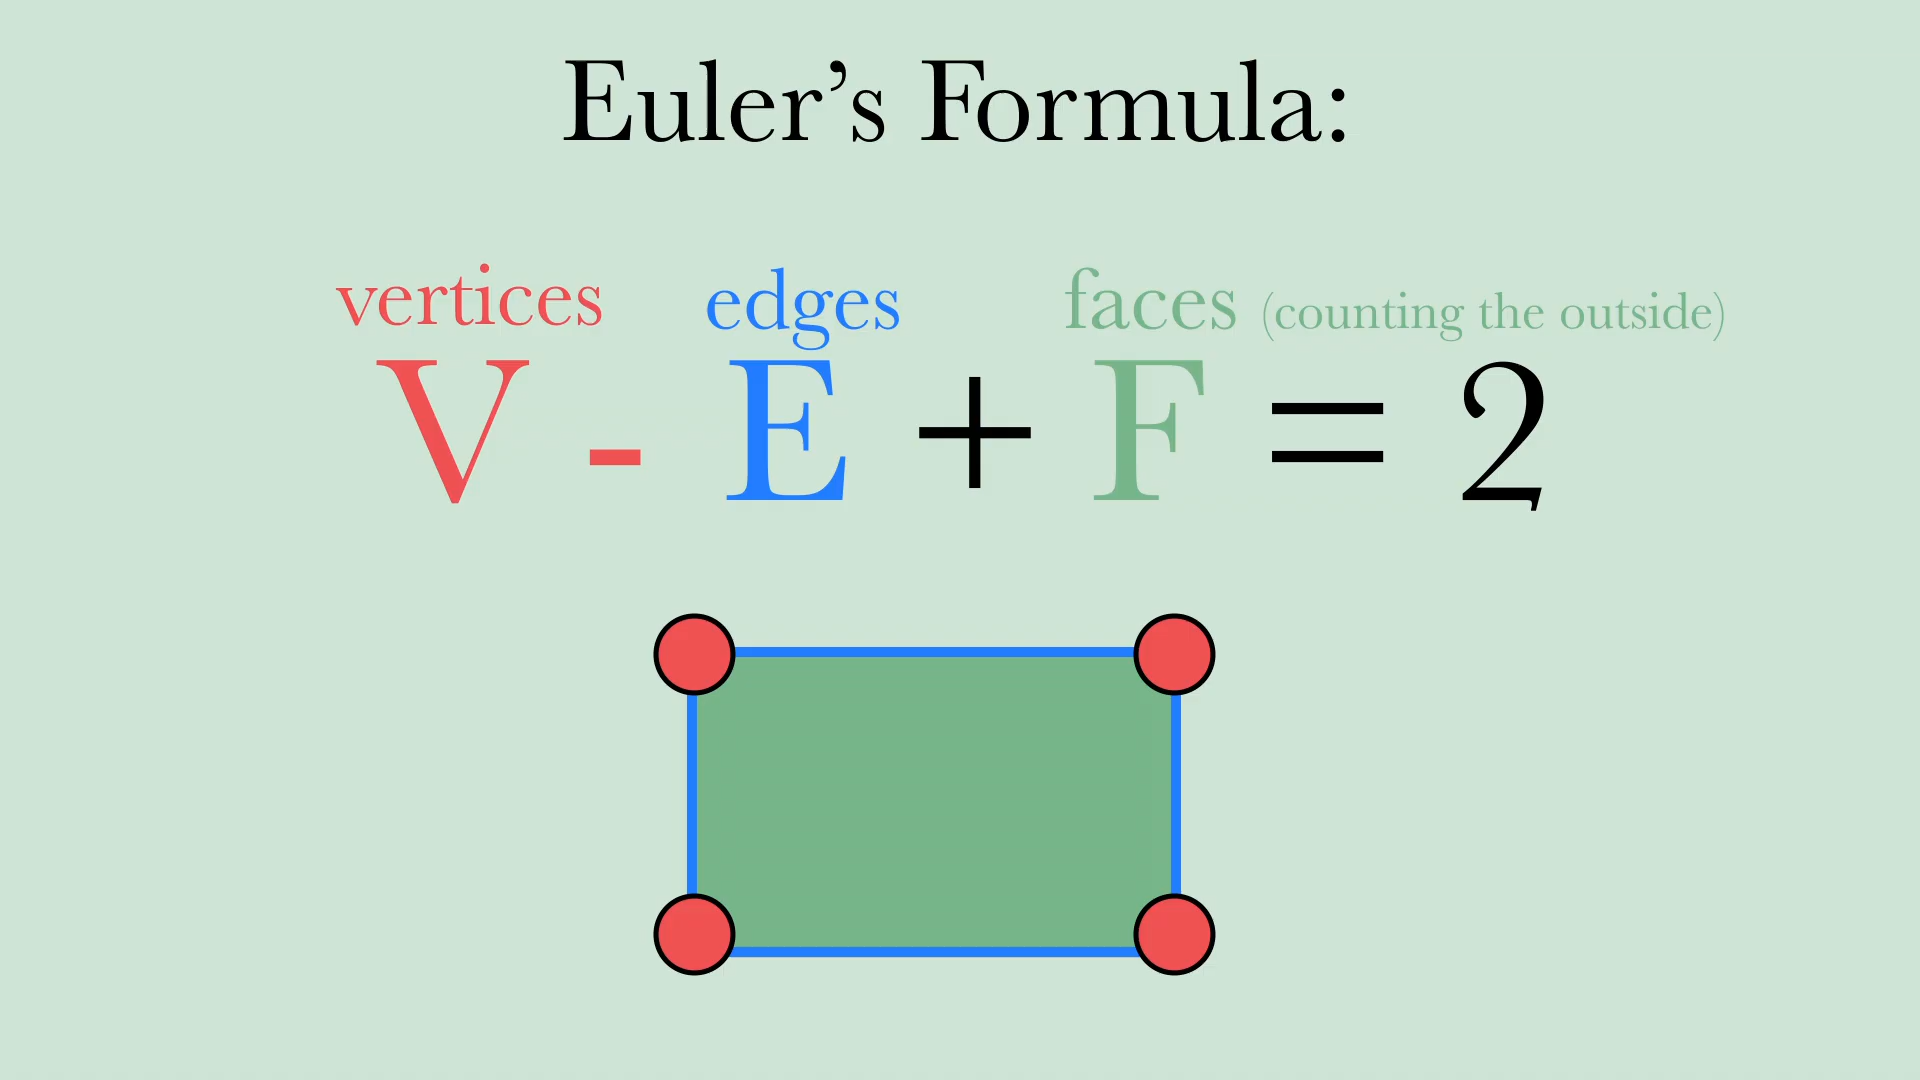 Euler’s Formula:
vertices edges faces (counting the outside)
V - E + F = 2